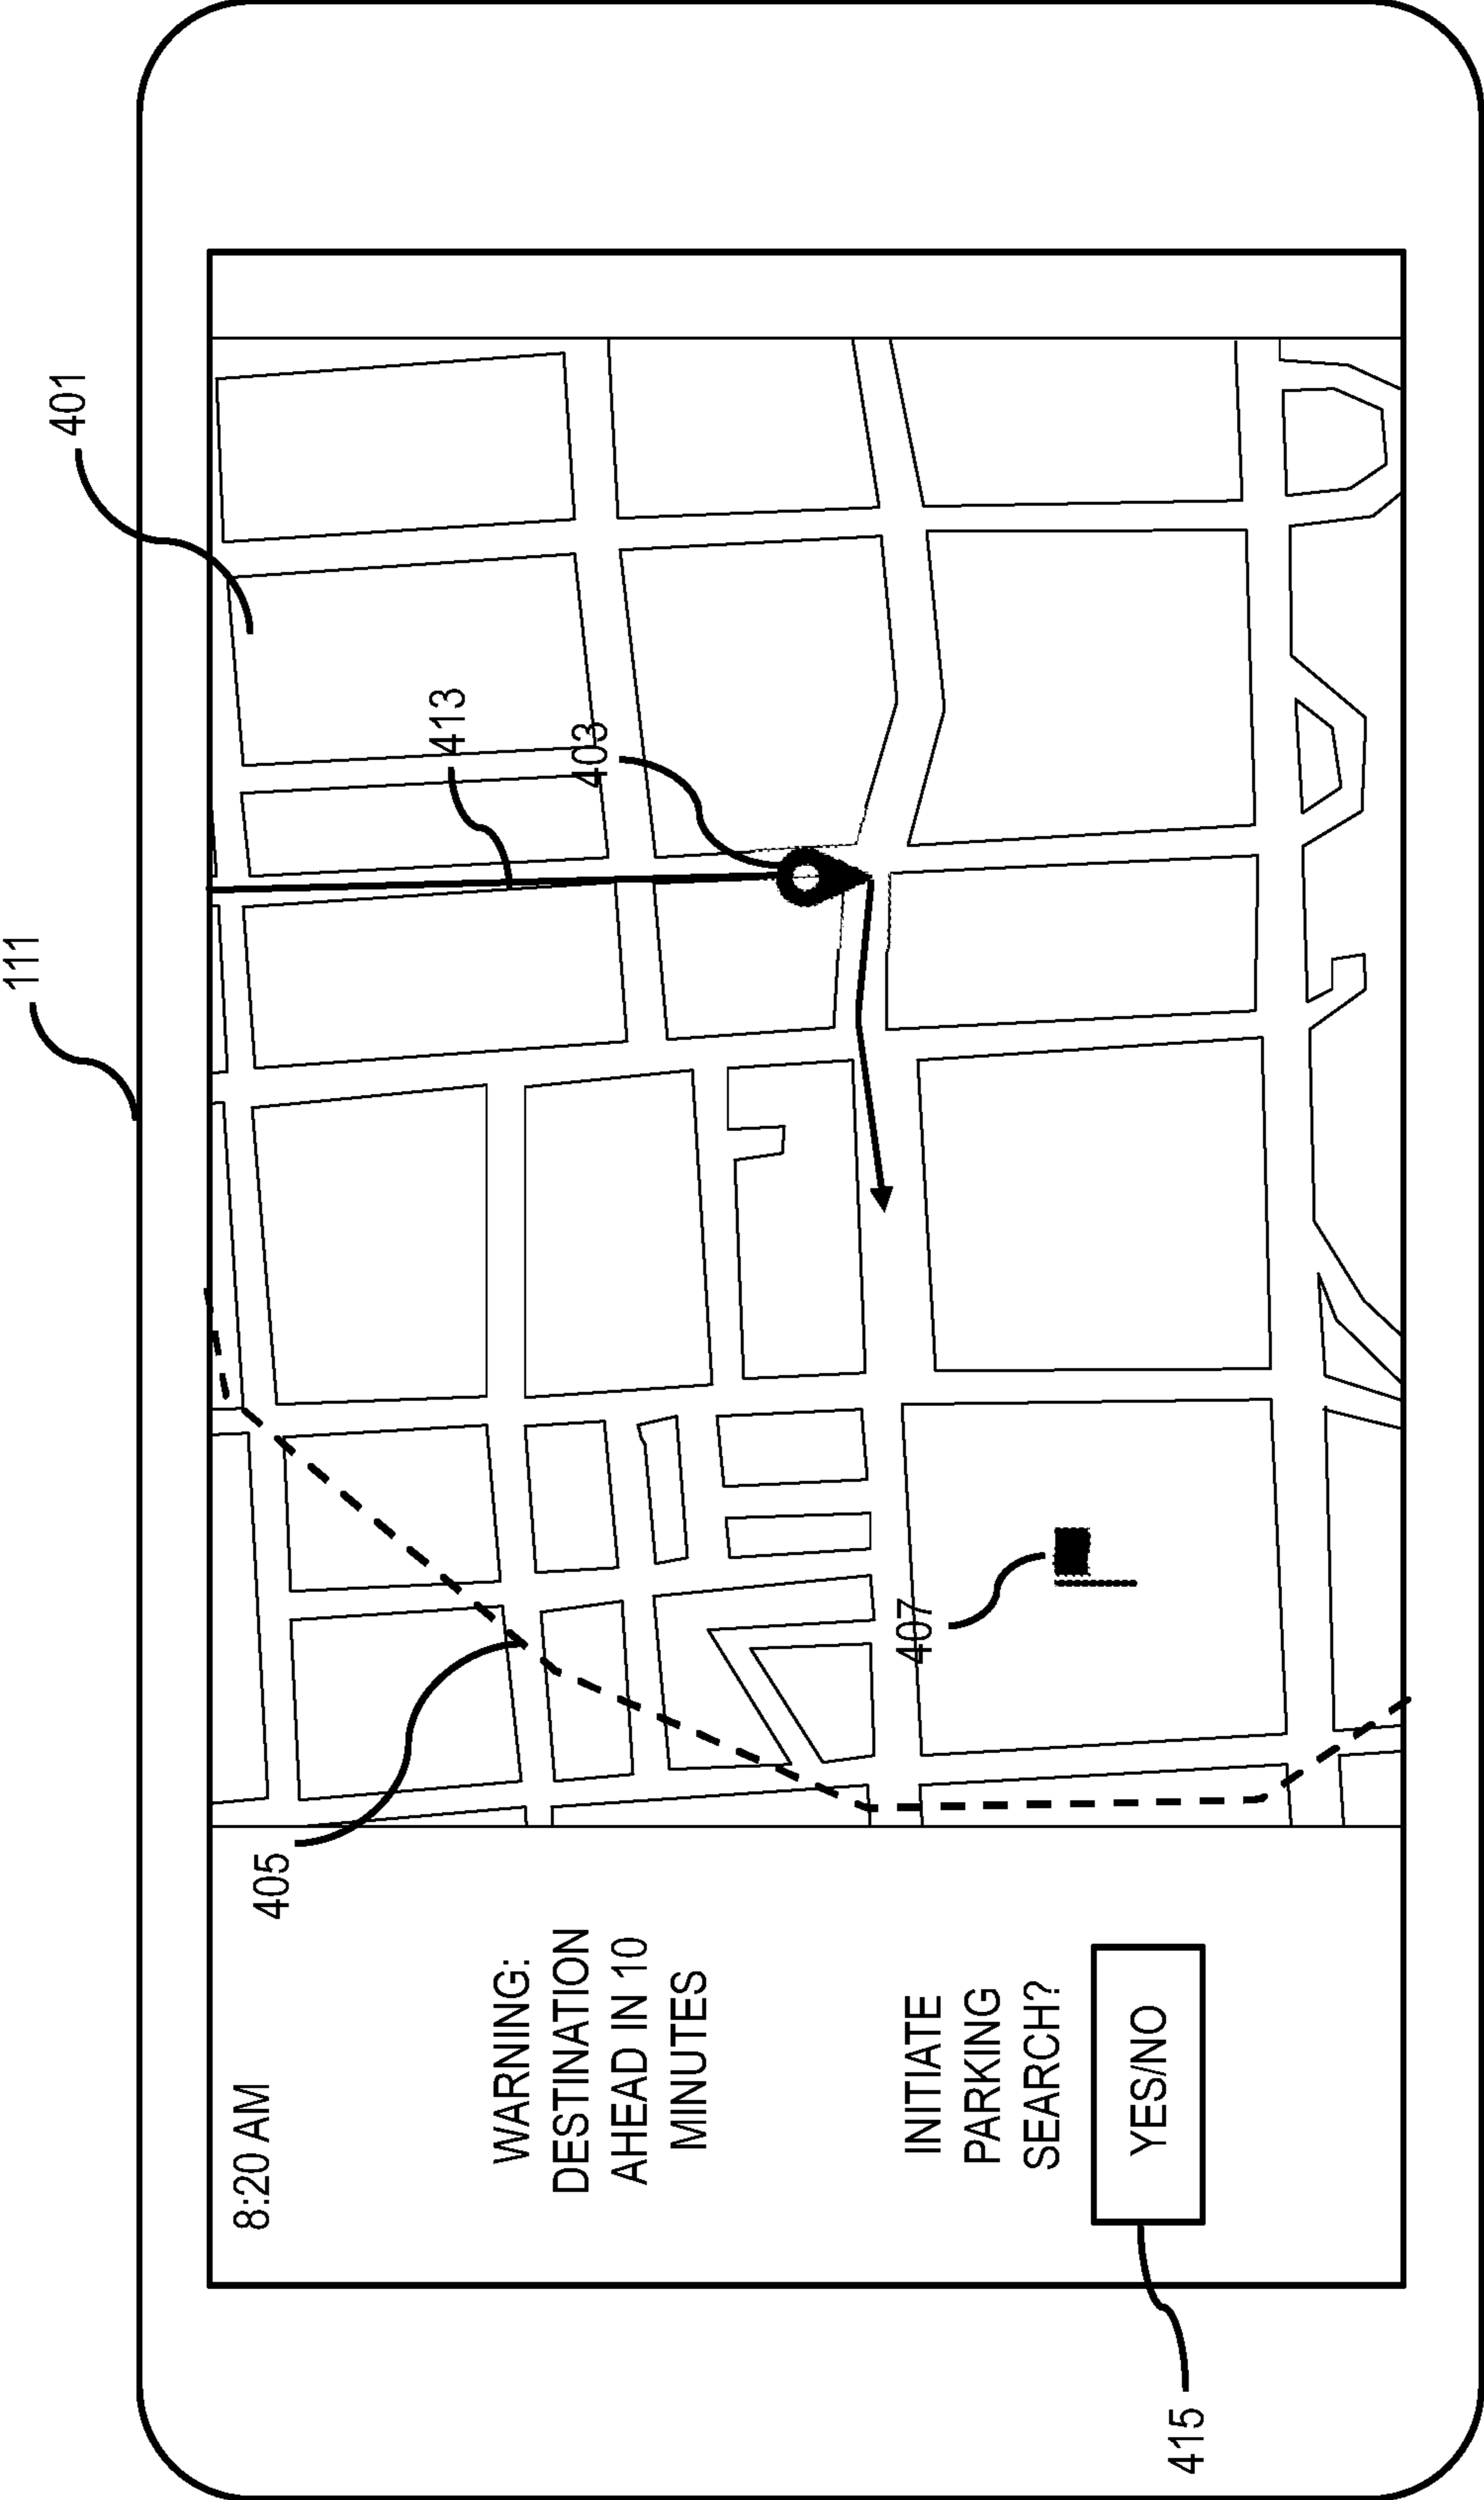 111
401
413
403
405
407
8:20 AM
WARNING:
DESTINATION
AHEAD IN 10
MINUTES
INITIATE
PARKING
SEARCH?
YES/NO
415